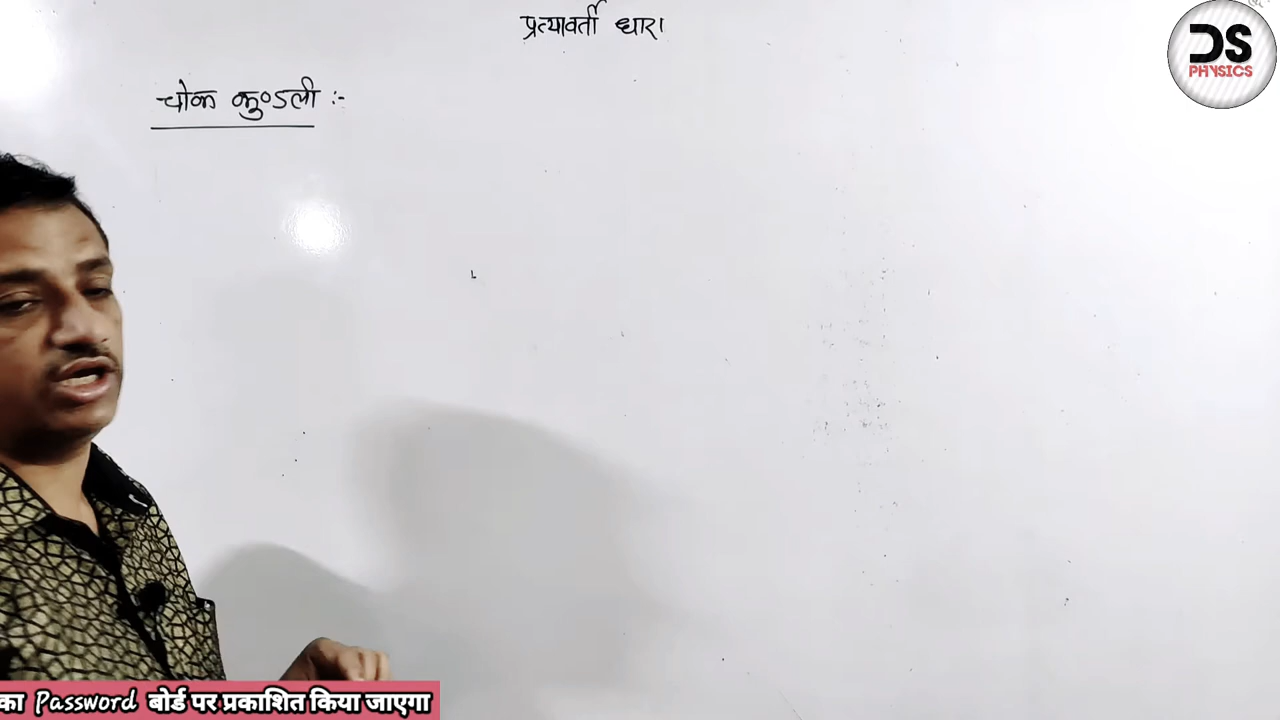 प्रत्यावर्ती धारा
DS
PHYSICS
चोक कुण्डली :-
का Password बोर्ड पर प्रकाशित किया जाएगा